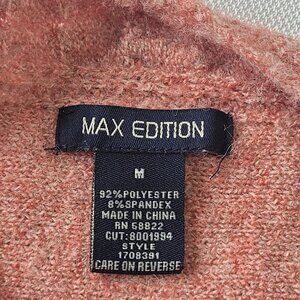 MAX EDITION
M
92%POLYESTER
8%SPANDEX
MADE IN CHINA
RN 58822
CUT:8001994
STYLE
1708391
CARE ON REVERSE